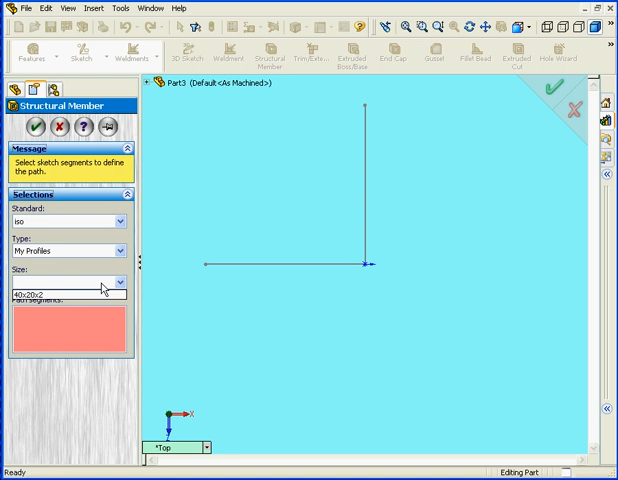 File Edit View Insert Tools Window Help
Features
Sketch
Weldments
3D Sketch
Weldment
Structural Member
Trim/Exte...
Extruded Boss/Base
End Cap
Gusset
Fillet Bead
Extruded Cut
Hole Wizard
Part3 (Default<As Machined>)
Structural Member
Message
Select sketch segments to define
the path.
Selections
Standard:
iso
Type:
My Profiles
Size:
40x20x2
Path segments:
X
Z
*Top
Ready
Editing Part